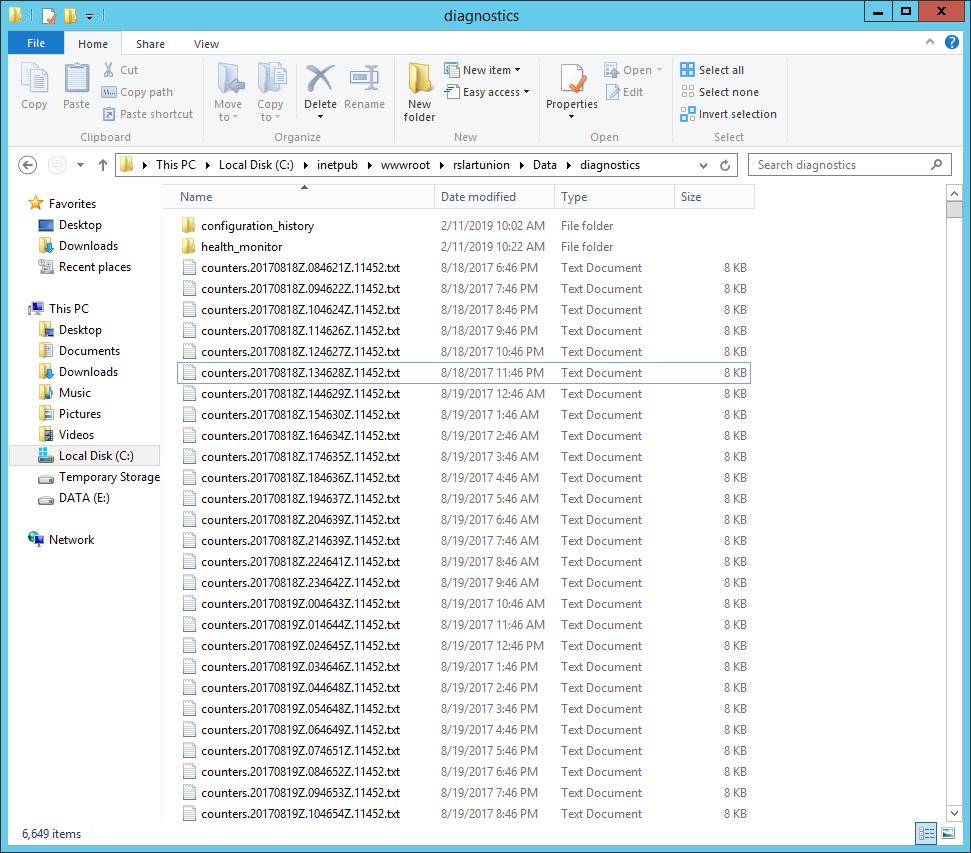 diagnostics
File Home Share View
Copy Paste Cut Copy path Paste shortcut Clipboard
Move to Copy to Delete Rename Organize
New folder New item Easy access New
Properties Open Edit Open
Select all Select none Invert selection Select
This PC Local Disk (C:) inetpub wwwroot rslartunion Data diagnostics Search diagnostics
Favorites
Desktop
Downloads
Recent places
This PC
Desktop
Documents
Downloads
Music
Pictures
Videos
Local Disk (C:)
Temporary Storage
DATA (E:)
Network
Name Date modified Type Size
configuration_history 2/11/2019 10:02 AM File folder
health_monitor 2/11/2019 10:22 AM File folder
counters.20170818Z.084621Z.11452.txt 8/18/2017 6:46 PM Text Document 8 KB
counters.20170818Z.094622Z.11452.txt 8/18/2017 7:46 PM Text Document 8 KB
counters.20170818Z.104624Z.11452.txt 8/18/2017 8:46 PM Text Document 8 KB
counters.20170818Z.114626Z.11452.txt 8/18/2017 9:46 PM Text Document 8 KB
counters.20170818Z.124627Z.11452.txt 8/18/2017 10:46 PM Text Document 8 KB
counters.20170818Z.134628Z.11452.txt 8/18/2017 11:46 PM Text Document 8 KB
counters.20170818Z.144629Z.11452.txt 8/19/2017 12:46 AM Text Document 8 KB
counters.20170818Z.154630Z.11452.txt 8/19/2017 1:46 AM Text Document 8 KB
counters.20170818Z.164634Z.11452.txt 8/19/2017 2:46 AM Text Document 8 KB
counters.20170818Z.174635Z.11452.txt 8/19/2017 3:46 AM Text Document 8 KB
counters.20170818Z.184636Z.11452.txt 8/19/2017 4:46 AM Text Document 8 KB
counters.20170818Z.194637Z.11452.txt 8/19/2017 5:46 AM Text Document 8 KB
counters.20170818Z.204639Z.11452.txt 8/19/2017 6:46 AM Text Document 8 KB
counters.20170818Z.214639Z.11452.txt 8/19/2017 7:46 AM Text Document 8 KB
counters.20170818Z.224641Z.11452.txt 8/19/2017 8:46 AM Text Document 8 KB
counters.20170818Z.234642Z.11452.txt 8/19/2017 9:46 AM Text Document 8 KB
counters.20170819Z.004643Z.11452.txt 8/19/2017 10:46 AM Text Document 8 KB
counters.20170819Z.014644Z.11452.txt 8/19/2017 11:46 AM Text Document 8 KB
counters.20170819Z.024645Z.11452.txt 8/19/2017 12:46 PM Text Document 8 KB
counters.20170819Z.034646Z.11452.txt 8/19/2017 1:46 PM Text Document 8 KB
counters.20170819Z.044648Z.11452.txt 8/19/2017 2:46 PM Text Document 8 KB
counters.20170819Z.054648Z.11452.txt 8/19/2017 3:46 PM Text Document 8 KB
counters.20170819Z.064649Z.11452.txt 8/19/2017 4:46 PM Text Document 8 KB
counters.20170819Z.074651Z.11452.txt 8/19/2017 5:46 PM Text Document 8 KB
counters.20170819Z.084652Z.11452.txt 8/19/2017 6:46 PM Text Document 8 KB
counters.20170819Z.094653Z.11452.txt 8/19/2017 7:46 PM Text Document 8 KB
counters.20170819Z.104654Z.11452.txt 8/19/2017 8:46 PM Text Document 8 KB
6,649 items